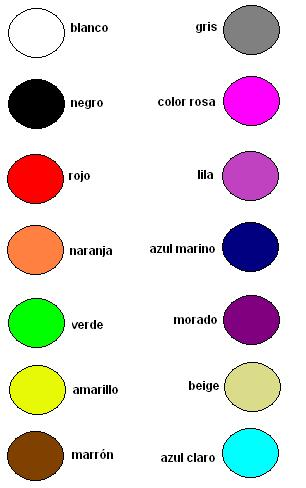 blanco
gris
negro
color rosa
rojo
lila
naranja
azul marino
verde
morado
amarillo
beige
marrón
azul claro